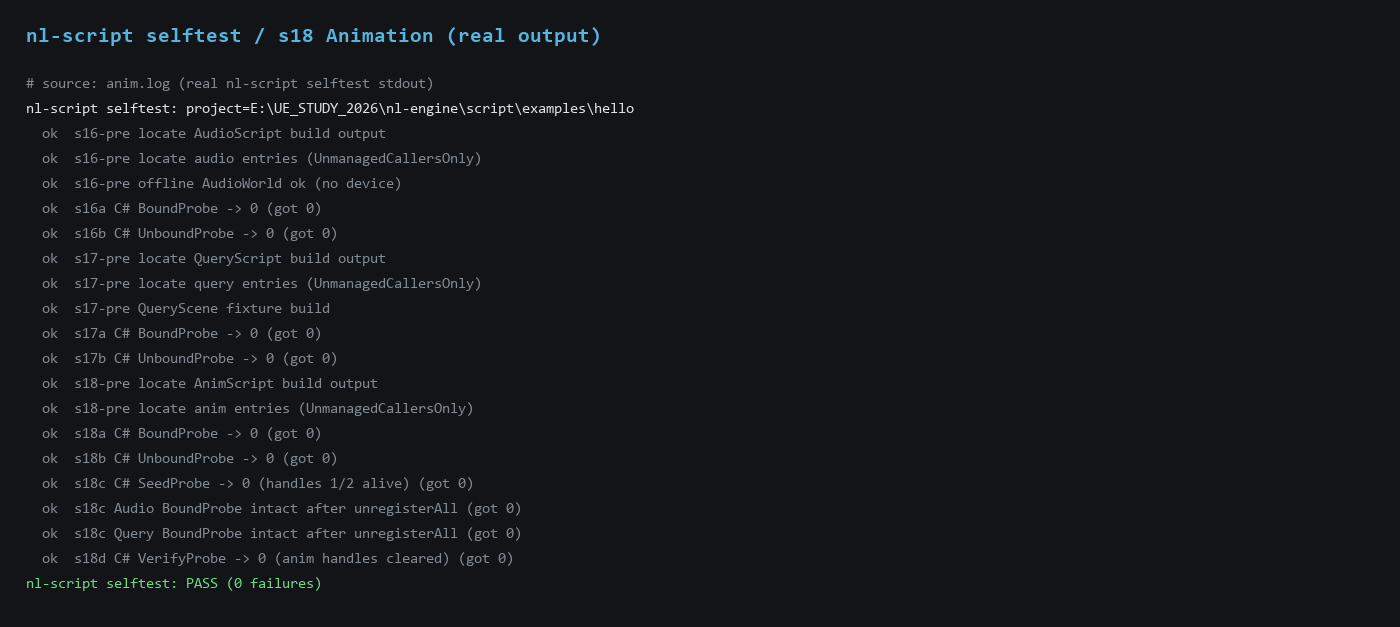 nl-script selftest / s18 Animation (real output)
# source: anim.log (real nl-script selftest stdout)
nl-script selftest: project=E:\UE_STUDY_2026\nl-engine\script\examples\hello
ok  s16-pre locate AudioScript build output
ok  s16-pre locate audio entries (UnmanagedCallersOnly)
ok  s16-pre offline AudioWorld ok (no device)
ok  s16a C# BoundProbe -> 0 (got 0)
ok  s16b C# UnboundProbe -> 0 (got 0)
ok  s17-pre locate QueryScript build output
ok  s17-pre locate query entries (UnmanagedCallersOnly)
ok  s17-pre QueryScene fixture build
ok  s17a C# BoundProbe -> 0 (got 0)
ok  s17b C# UnboundProbe -> 0 (got 0)
ok  s18-pre locate AnimScript build output
ok  s18-pre locate anim entries (UnmanagedCallersOnly)
ok  s18a C# BoundProbe -> 0 (got 0)
ok  s18b C# UnboundProbe -> 0 (got 0)
ok  s18c C# SeedProbe -> 0 (handles 1/2 alive) (got 0)
ok  s18c Audio BoundProbe intact after unregisterAll (got 0)
ok  s18c Query BoundProbe intact after unregisterAll (got 0)
ok  s18d C# VerifyProbe -> 0 (anim handles cleared) (got 0)
nl-script selftest: PASS (0 failures)